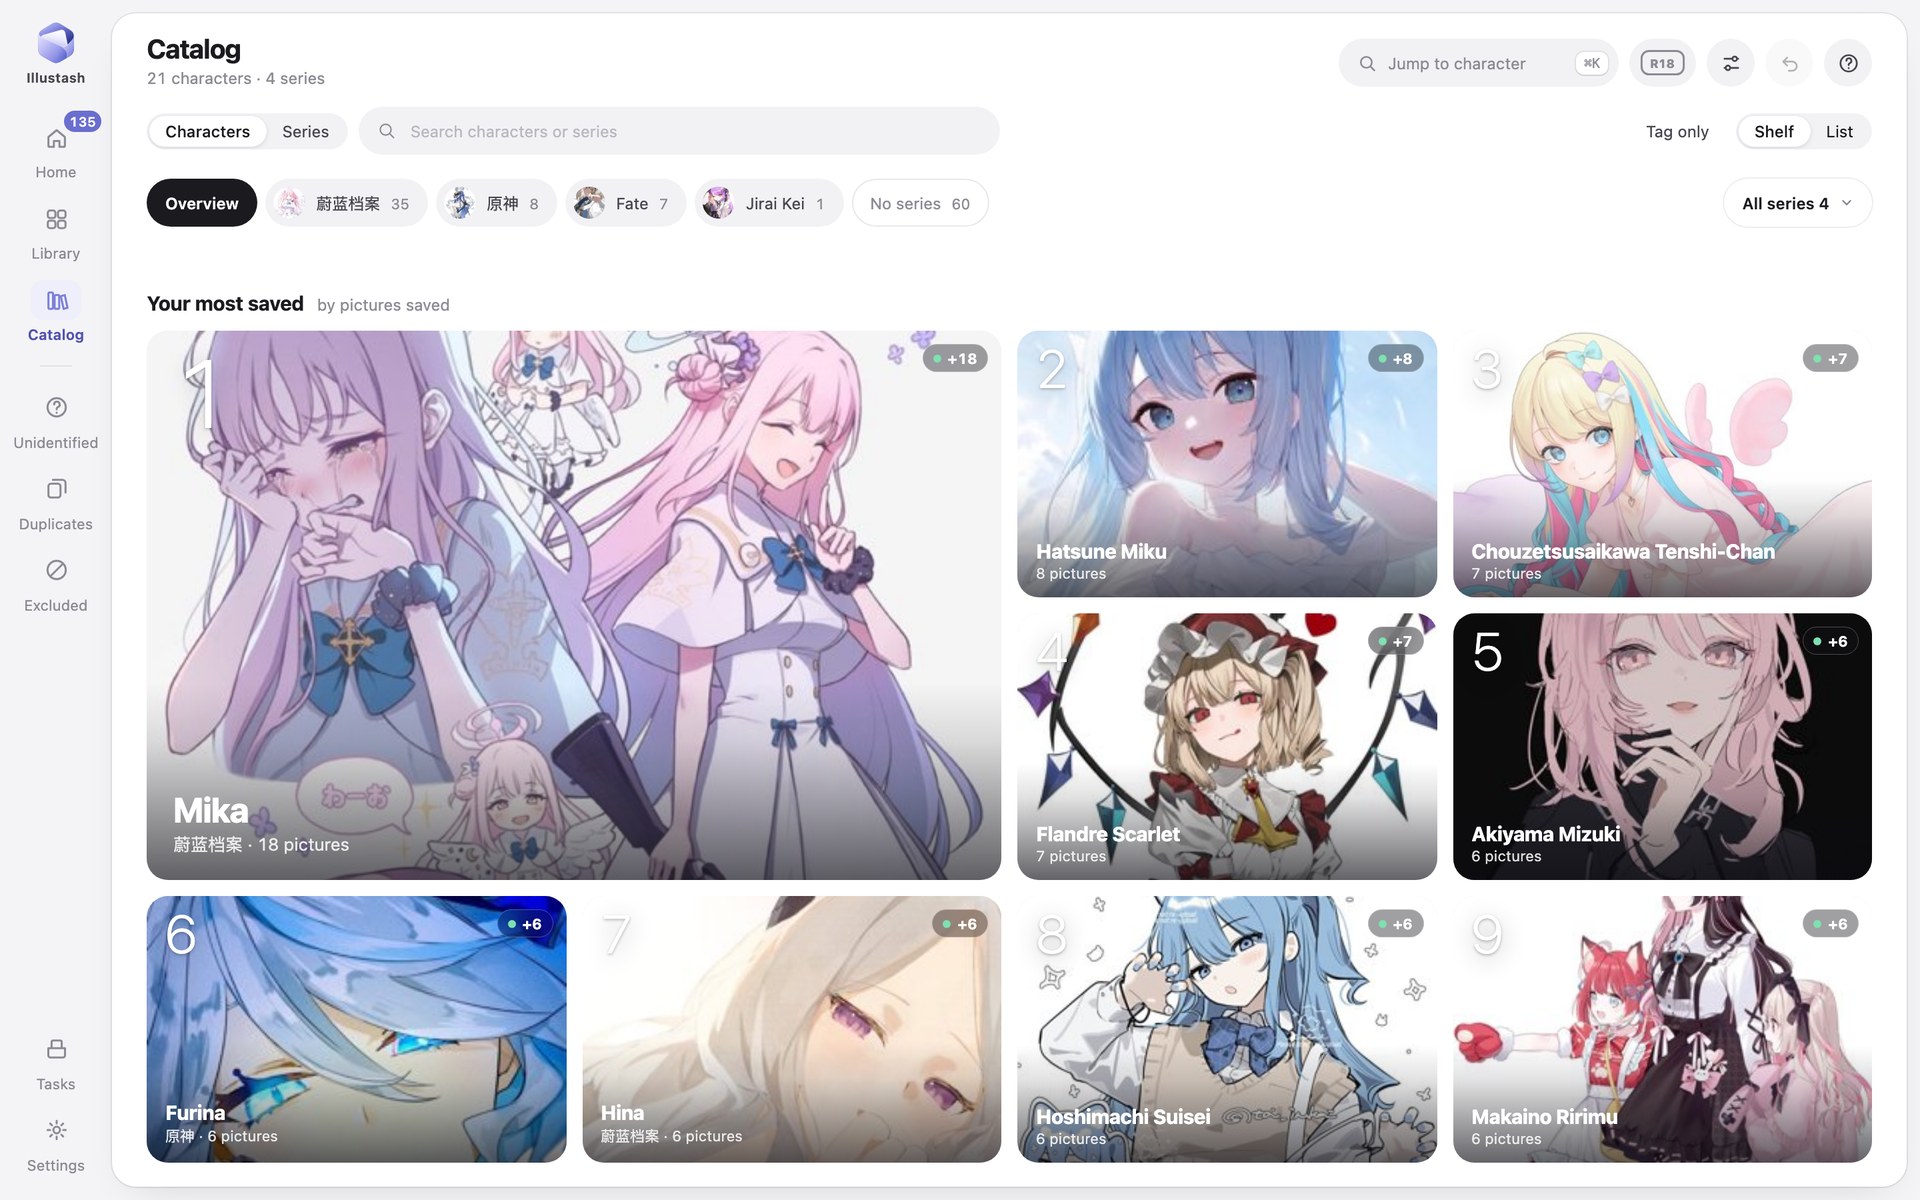 Illustash
135
Home
Library
Catalog
Unidentified
Duplicates
Excluded
Tasks
Settings
Catalog
21 characters · 4 series
Jump to character
⌘K
R18
Characters
Series
Search characters or series
Tag only
Shelf
List
Overview
蔚蓝档案 35
原神 8
Fate 7
Jirai Kei 1
No series 60
All series 4
Your most saved by pictures saved
1
+18
わーお
Mika
蔚蓝档案 · 18 pictures
2
+8
Hatsune Miku
8 pictures
3
+7
Chouzetsusaikawa Tenshi-Chan
7 pictures
4
+7
Flandre Scarlet
7 pictures
5
+6
Akiyama Mizuki
6 pictures
6
+6
Furina
原神 · 6 pictures
7
+6
Hina
蔚蓝档案 · 6 pictures
8
+6
Hoshimachi Suisei
6 pictures
9
+6
Makaino Ririmu
6 pictures